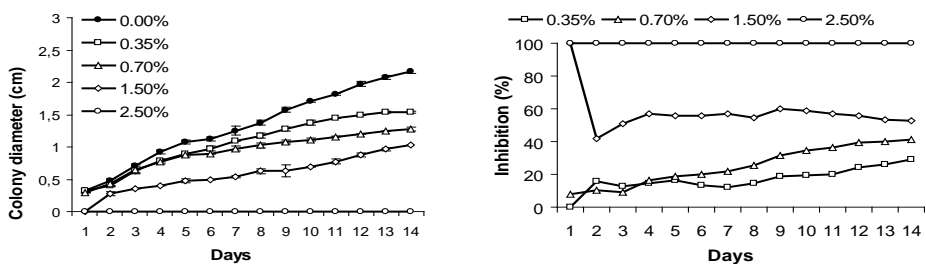 3
2,5
2
1,5
1
0,5
0
Colony diameter (cm)
0.00%
0.35%
0.70%
1.50%
2.50%
1 2 3 4 5 6 7 8 9 10 11 12 13 14
Days
0.35% 0.70% 1.50% 2.50%
100
80
60
40
20
0
Inhibition (%)
1 2 3 4 5 6 7 8 9 10 11 12 13 14
Days